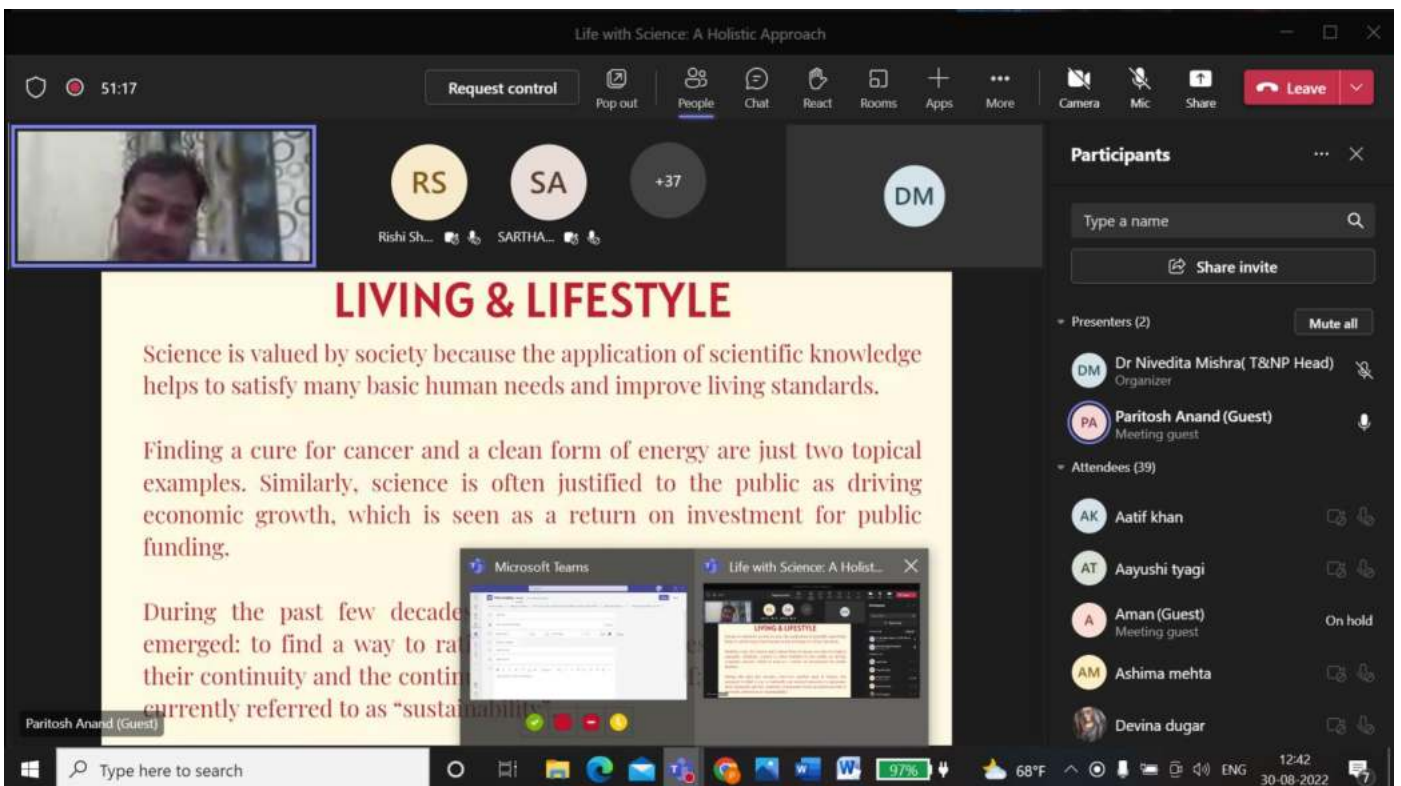 Life with Science: A Holistic Approach
51:17
Request control
Pop out
People
Chat
React
Rooms
Apps
More
Camera
Mic
Share
Leave
RS
SA
+37
DM
Rishi Sh...
SARTHA...
Participants
Type a name
Share invite
Presenters (2)
Mute all
DM
Dr Nivedita Mishra( T&NP Head)
Organizer
PA
Paritosh Anand (Guest)
Meeting guest
Attendees (39)
AK
Aatif khan
AT
Aayushi tyagi
A
Aman (Guest)
Meeting guest
On hold
AM
Ashima mehta
Devina dugar
LIVING & LIFESTYLE
Science is valued by society because the application of scientific knowledge
helps to satisfy many basic human needs and improve living standards.
Finding a cure for cancer and a clean form of energy are just two topical
examples. Similarly, science is often justified to the public as driving
economic growth, which is seen as a return on investment for public
funding.
During the past few decade
emerged: to find a way to rat
their continuity and the contin
currently referred to as “sustainability”
Microsoft Teams
Life with Science: A Holist...
LIVING & LIFESTYLE
Paritosh Anand (Guest)
Type here to search
97%
68°F
ENG
12:42
30-08-2022
7